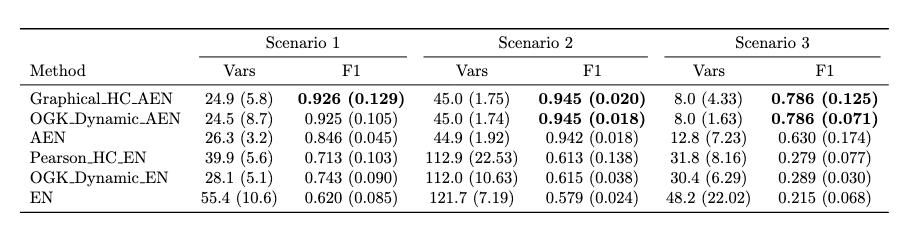 Scenario 1 Scenario 2 Scenario 3
Method Vars F1 Vars F1 Vars F1
Graphical_HC_AEN 24.9 (5.8) 0.926 (0.129) 45.0 (1.75) 0.945 (0.020) 8.0 (4.33) 0.786 (0.125)
OGK_Dynamic_AEN 24.5 (8.7) 0.925 (0.105) 45.0 (1.74) 0.945 (0.018) 8.0 (1.63) 0.786 (0.071)
AEN 26.3 (3.2) 0.846 (0.045) 44.9 (1.92) 0.942 (0.018) 12.8 (7.23) 0.630 (0.174)
Pearson_HC_EN 39.9 (5.6) 0.713 (0.103) 112.9 (22.53) 0.613 (0.138) 31.8 (8.16) 0.279 (0.077)
OGK_Dynamic_EN 28.1 (5.1) 0.743 (0.090) 112.0 (10.63) 0.615 (0.038) 30.4 (6.29) 0.289 (0.030)
EN 55.4 (10.6) 0.620 (0.085) 121.7 (7.19) 0.579 (0.024) 48.2 (22.02) 0.215 (0.068)